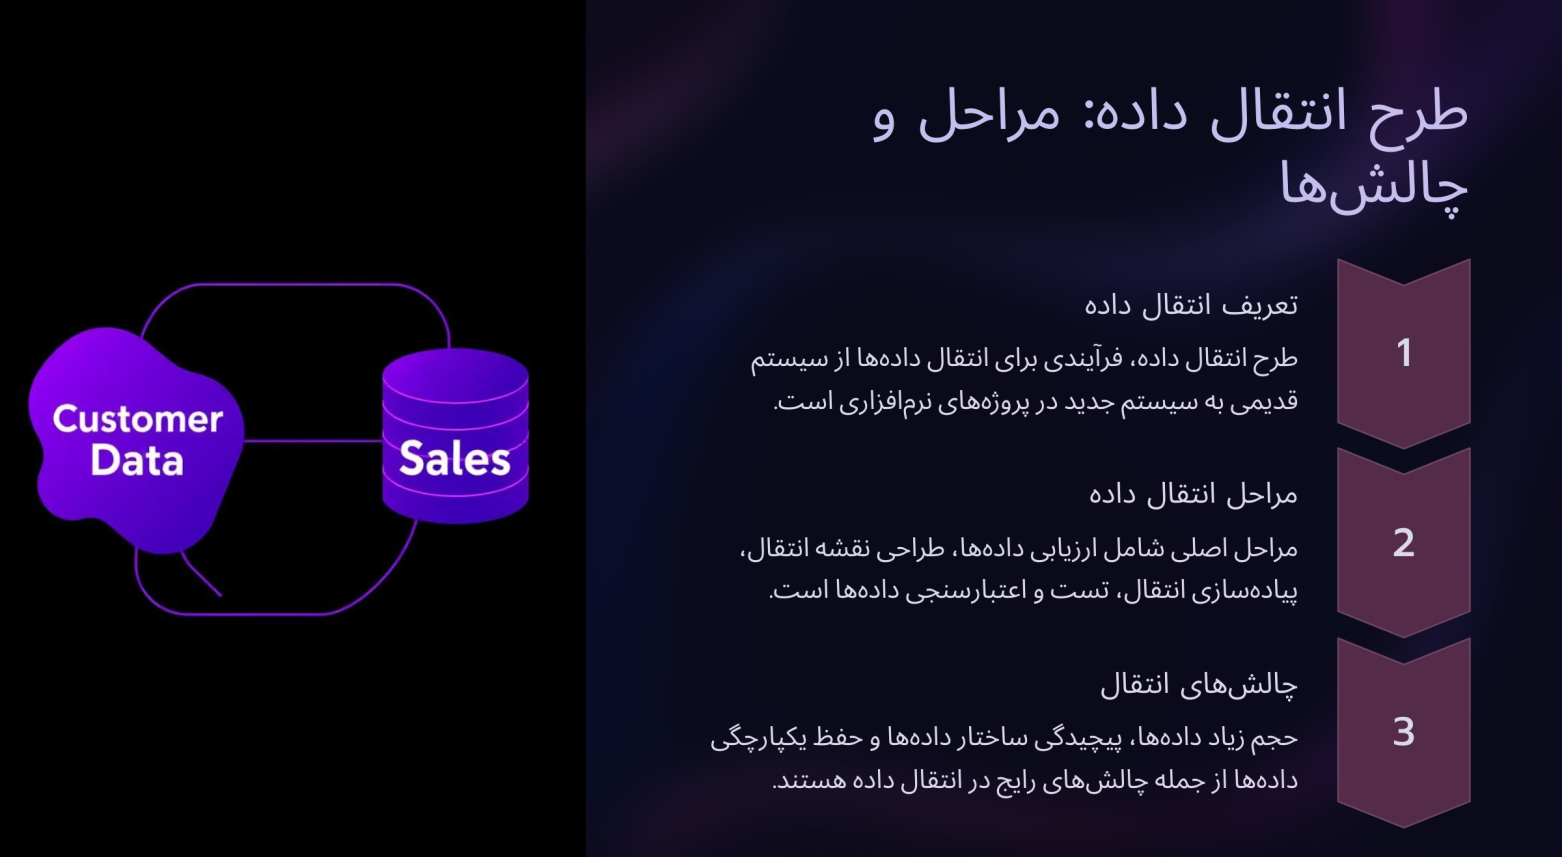 طرح انتقال داده: مراحل و
چالش‌ها
1
تعریف انتقال داده
طرح انتقال داده، فرآیندی برای انتقال داده‌ها از سیستم
قدیمی به سیستم جدید در پروژه‌های نرم‌افزاری است.
2
مراحل انتقال داده
مراحل اصلی شامل ارزیابی داده‌ها، طراحی نقشه انتقال،
پیاده‌سازی انتقال، تست و اعتبارسنجی داده‌ها است.
3
چالش‌های انتقال
حجم زیاد داده‌ها، پیچیدگی ساختار داده‌ها و حفظ یکپارچگی
داده‌ها از جمله چالش‌های رایج در انتقال داده هستند.
Customer
Data
Sales